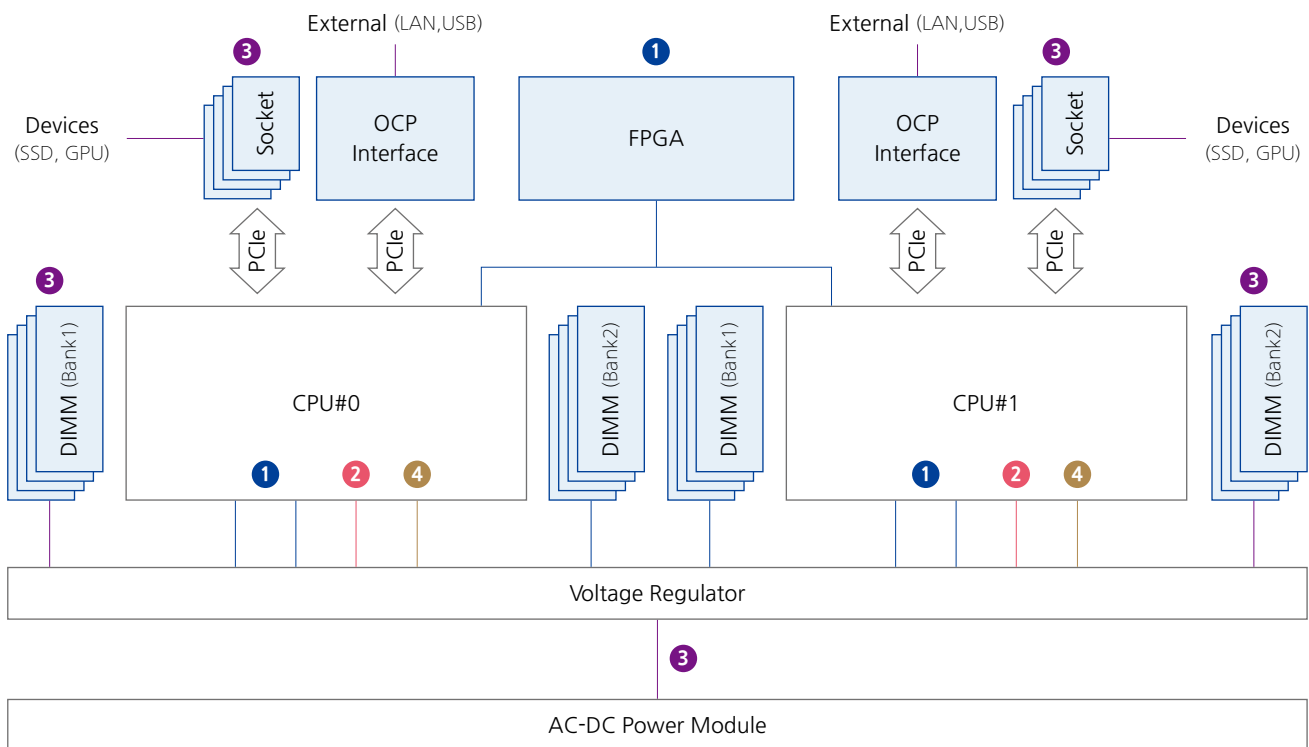 External (LAN,USB)
External (LAN,USB)
3
1
3
Devices
(SSD, GPU)
Socket
OCP
Interface
FPGA
OCP
Interface
Socket
Devices
(SSD, GPU)
PCIe
PCIe
PCIe
PCIe
3
3
DIMM (Bank1)
CPU#0
DIMM (Bank2)
DIMM (Bank1)
CPU#1
DIMM (Bank2)
1
2
4
1
2
4
Voltage Regulator
3
AC-DC Power Module